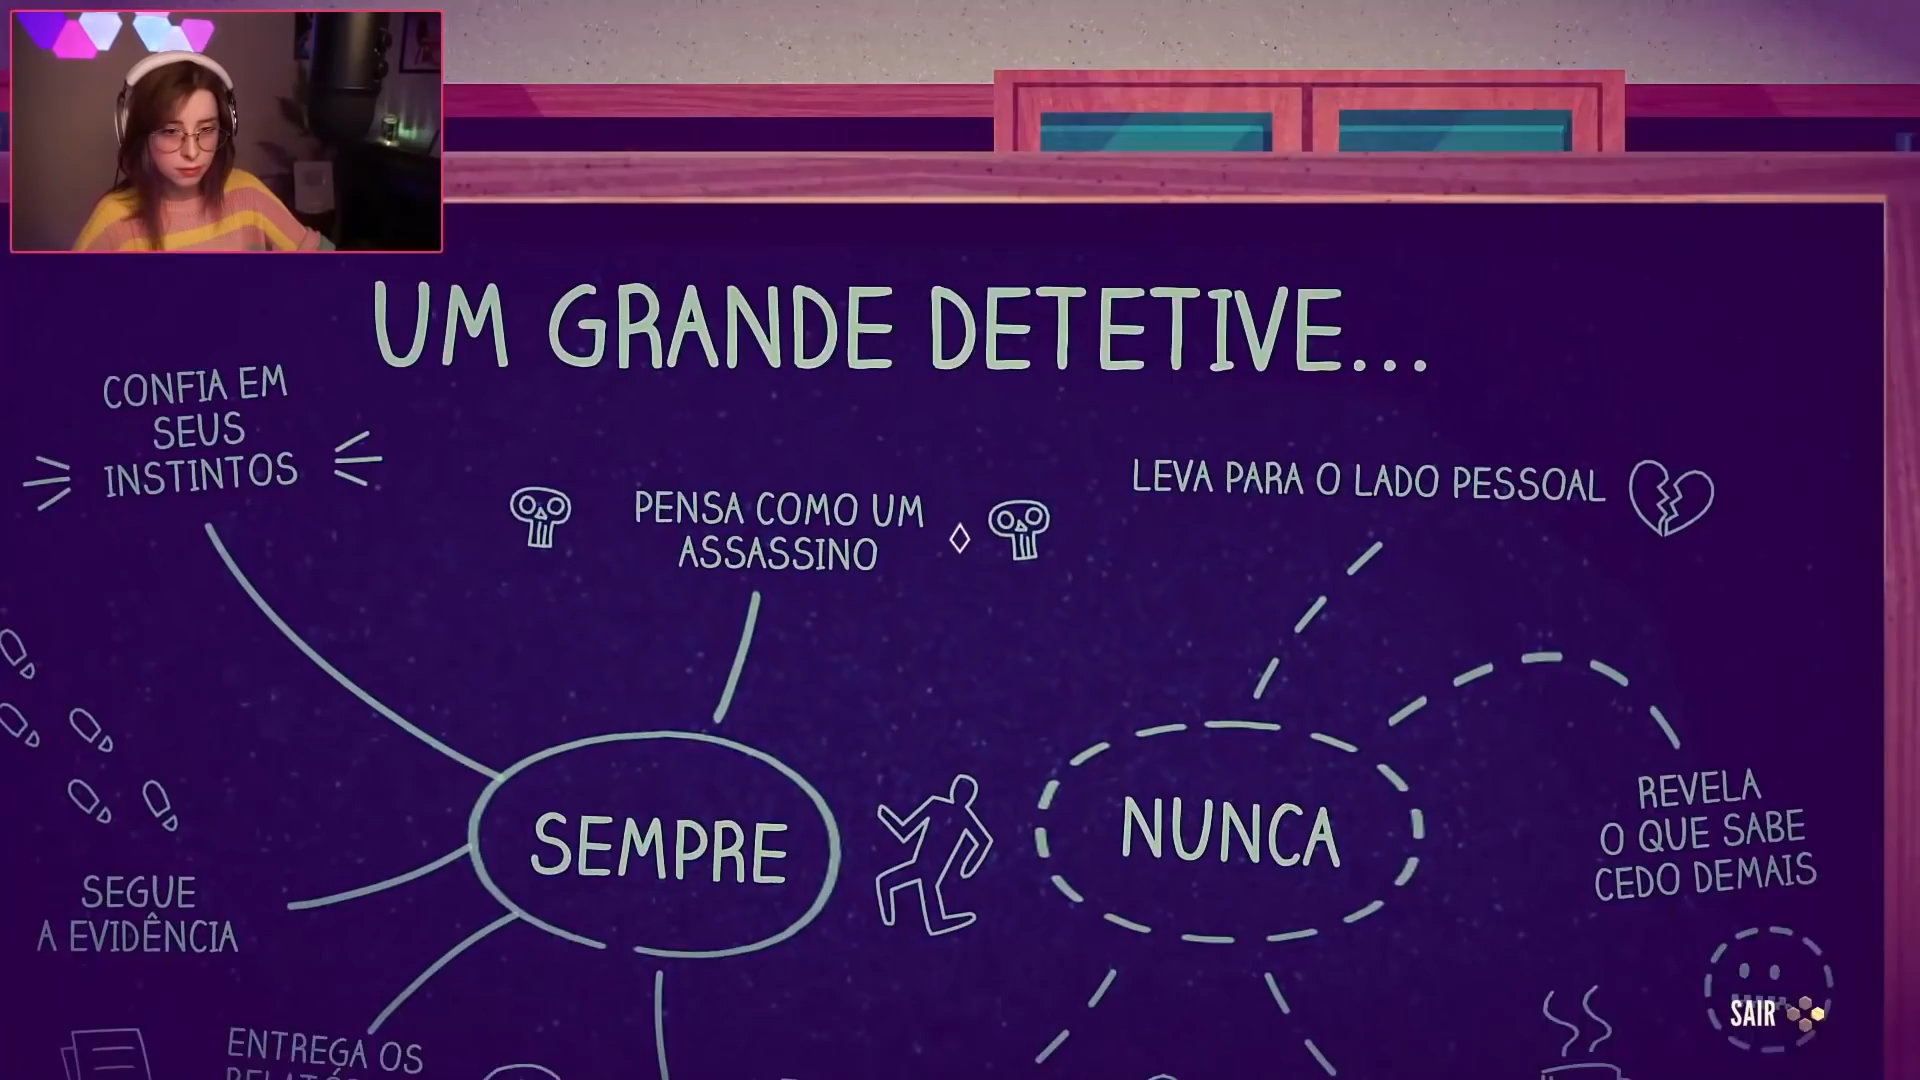 UM GRANDE DETETIVE...
CONFIA EM
SEUS
INSTINTOS
PENSA COMO UM
ASSASSINO
LEVA PARA O LADO PESSOAL
SEMPRE
NUNCA
REVELA
O QUE SABE
CEDO DEMAIS
SEGUE
A EVIDÊNCIA
ENTREGA OS
SAIR